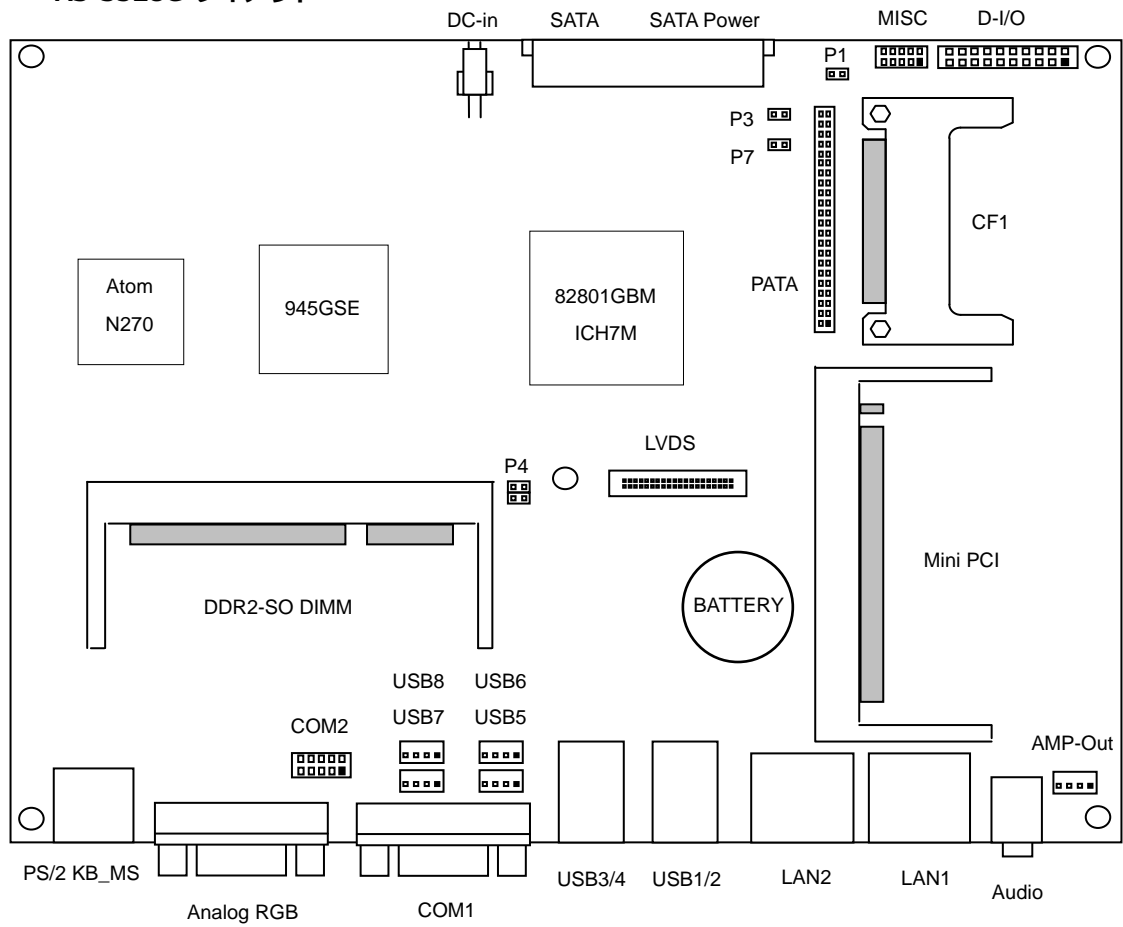 DC-in
SATA
SATA Power
MISC
D-I/O
P1
P3
P7
CF1
PATA
Atom
N270
945GSE
82801GBM
ICH7M
LVDS
P4
Mini PCI
BATTERY
DDR2-SO DIMM
USB8
USB6
USB7
USB5
COM2
AMP-Out
PS/2 KB_MS
Analog RGB
COM1
USB3/4
USB1/2
LAN2
LAN1
Audio